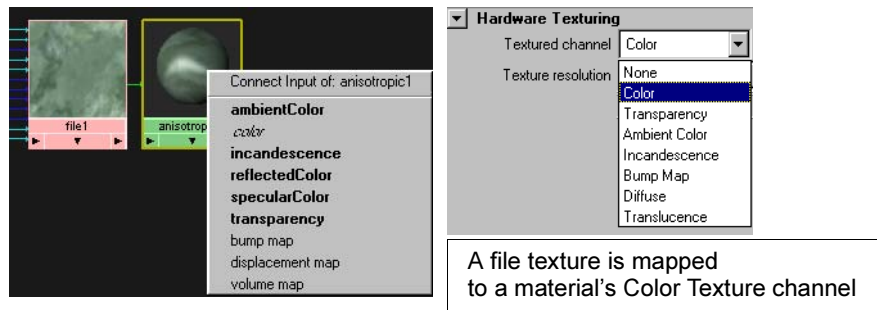 file1
anisotrop
Connect Input of: anisotropic1
ambientColor
color
incandescence
reflectedColor
specularColor
transparency
bump map
displacement map
volume map
Hardware Texturing
Textured channel Color
Texture resolution
None
Color
Transparency
Ambient Color
Incandescence
Bump Map
Diffuse
Translucence
A file texture is mapped
to a material's Color Texture channel